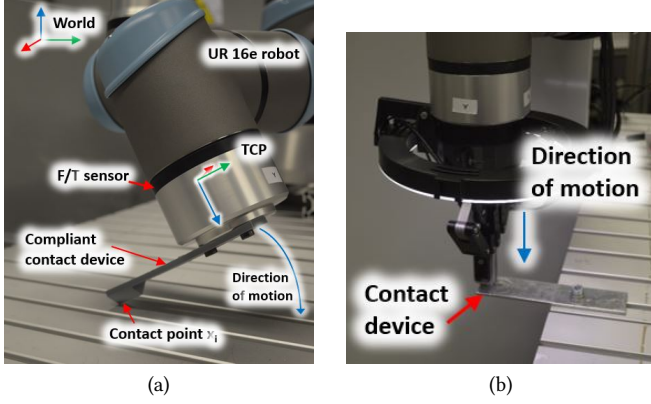 World
UR 16e robot
TCP
F/T sensor
Y
Compliant
contact device
Direction
of motion
Contact point xᵢ
(a)
Y
Direction
of motion
Contact
device
(b)